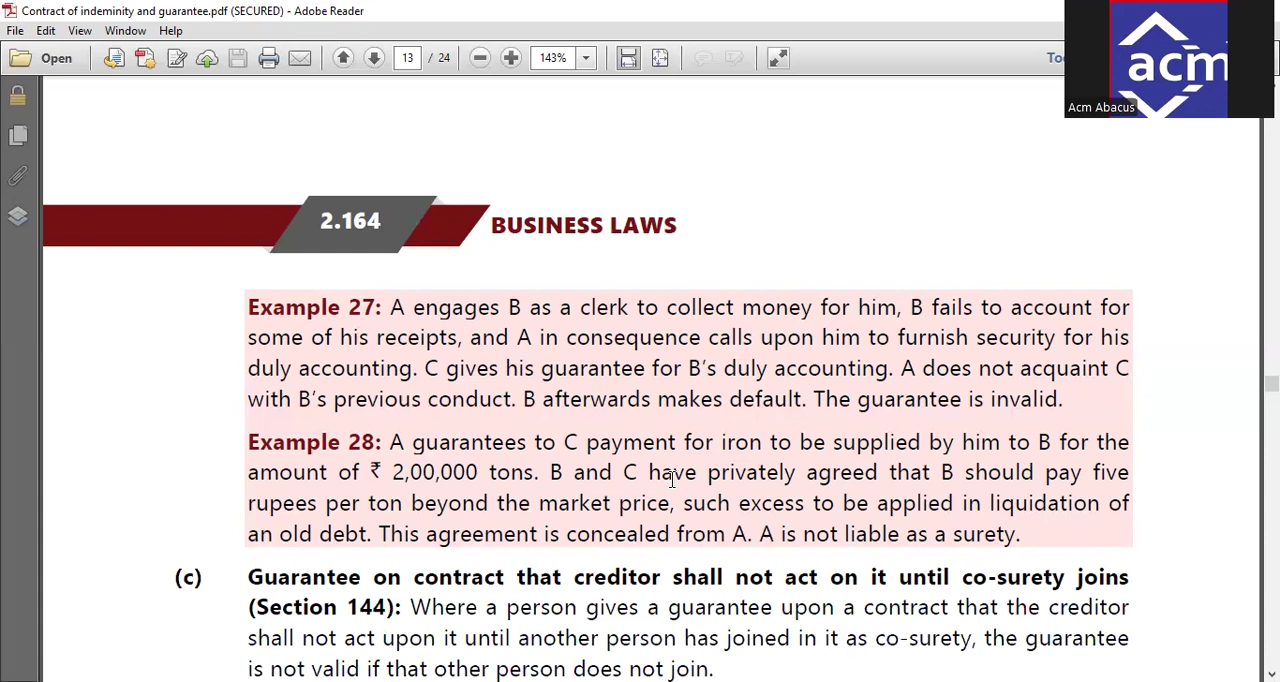 Contract of indeminity and guarantee.pdf (SECURED) - Adobe Reader
File Edit View Window Help
Open 13 / 24 143%
acm
Acm Abacus
2.164 BUSINESS LAWS
Example 27: A engages B as a clerk to collect money for him, B fails to account for
some of his receipts, and A in consequence calls upon him to furnish security for his
duly accounting. C gives his guarantee for B’s duly accounting. A does not acquaint C
with B’s previous conduct. B afterwards makes default. The guarantee is invalid.
Example 28: A guarantees to C payment for iron to be supplied by him to B for the
amount of ₹ 2,00,000 tons. B and C have privately agreed that B should pay five
rupees per ton beyond the market price, such excess to be applied in liquidation of
an old debt. This agreement is concealed from A. A is not liable as a surety.
(c) Guarantee on contract that creditor shall not act on it until co-surety joins
(Section 144): Where a person gives a guarantee upon a contract that the creditor
shall not act upon it until another person has joined in it as co-surety, the guarantee
is not valid if that other person does not join.